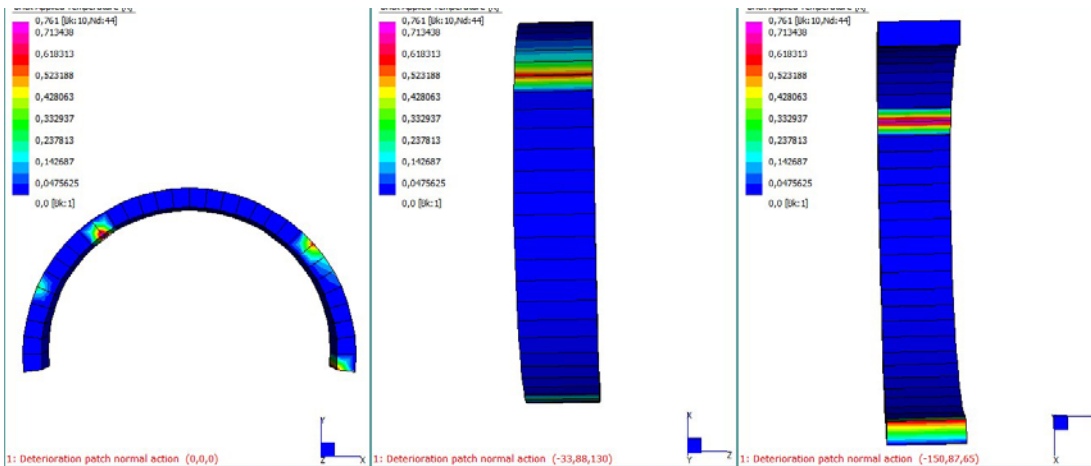 0,761 [Bk:10,Nd:44]
0,713438
0,618313
0,523188
0,428063
0,332937
0,237813
0,142687
0,0475625
0,0 [Bk:1]
Y
Z X
1: Deterioration patch normal action (0,0,0)
0,761 [Bk:10,Nd:44]
0,713438
0,618313
0,523188
0,428063
0,332937
0,237813
0,142687
0,0475625
0,0 [Bk:1]
X
Y Z
1: Deterioration patch normal action (-33,88,130)
0,761 [Bk:10,Nd:44]
0,713438
0,618313
0,523188
0,428063
0,332937
0,237813
0,142687
0,0475625
0,0 [Bk:1]
X
1: Deterioration patch normal action (-150,87,65)